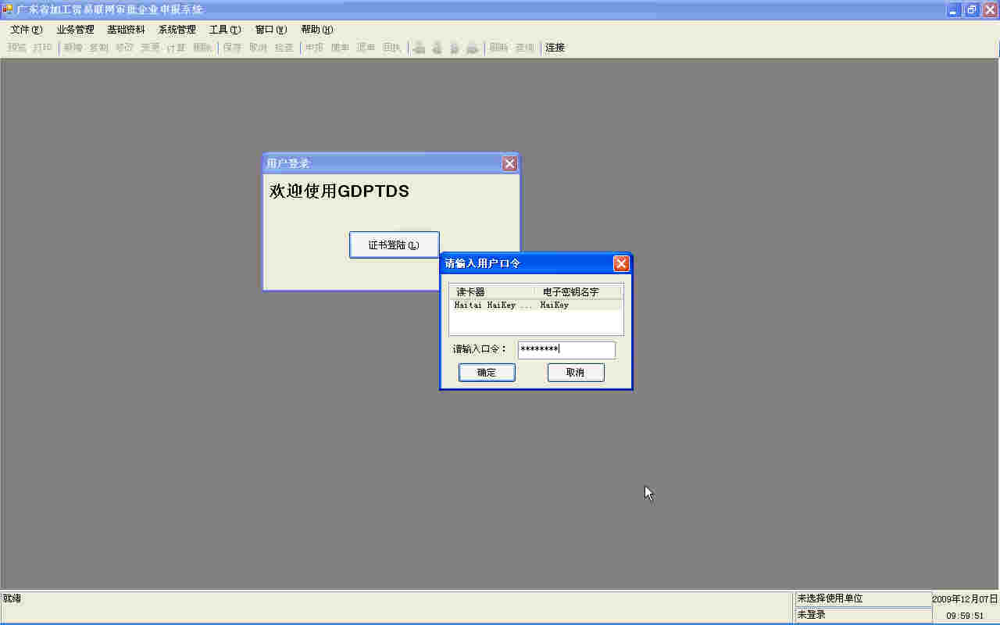 广东省加工贸易联网审批企业申报系统
文件(F) 业务管理 基础资料 系统管理 工具(T) 窗口(W) 帮助(H)
预览 打印 新增 复制 修改 变更 计算 删除 保存 取消 检查 申报 撤单 退单 回执 刷新 查询 连接
用户登录
欢迎使用GDPTDS
证书登陆(L)
请输入用户口令
读卡器 电子密钥名字
Haitai HaiKey ... HaiKey
请输入口令： ********
确定 取消
就绪 未选择使用单位 2009年12月07日
未登录 09:59:51